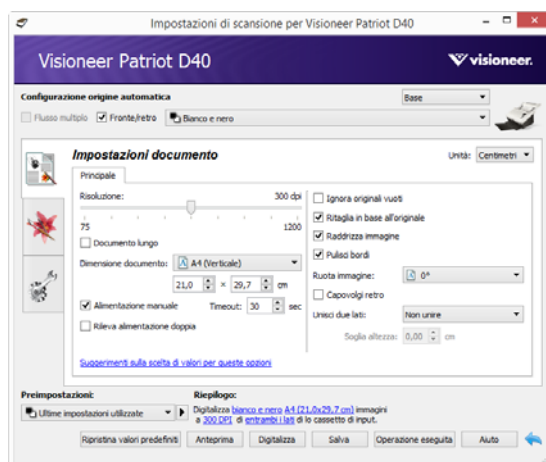 Impostazioni di scansione per Visioneer Patriot D40
Visioneer Patriot D40
visioneer.
Configurazione origine automatica
Base
Flusso multiplo
Fronte/retro
Bianco e nero
Impostazioni documento
Unità: Centimetri
Principale
Risoluzione: 300 dpi
75 1200
Documento lungo
Dimensione documento: A4 (Verticale)
21,0 × 29,7 cm
Alimentazione manuale
Timeout: 30 sec
Rileva alimentazione doppia
Ignora originali vuoti
Ritaglia in base all'originale
Raddrizza immagine
Pulisci bordi
Ruota immagine: 0°
Capovolgi retro
Unisci due lati: Non unire
Soglia altezza: 0,00 cm
Suggerimenti sulla scelta di valori per queste opzioni
Preimpostazioni:
Ultime impostazioni utilizzate
Riepilogo:
Digitalizza bianco e nero A4 (21.0x29.7 cm) immagini
a 300 DPI di entrambi i lati di lo cassetto di input.
Ripristina valori predefiniti
Anteprima
Digitalizza
Salva
Operazione eseguita
Aiuto